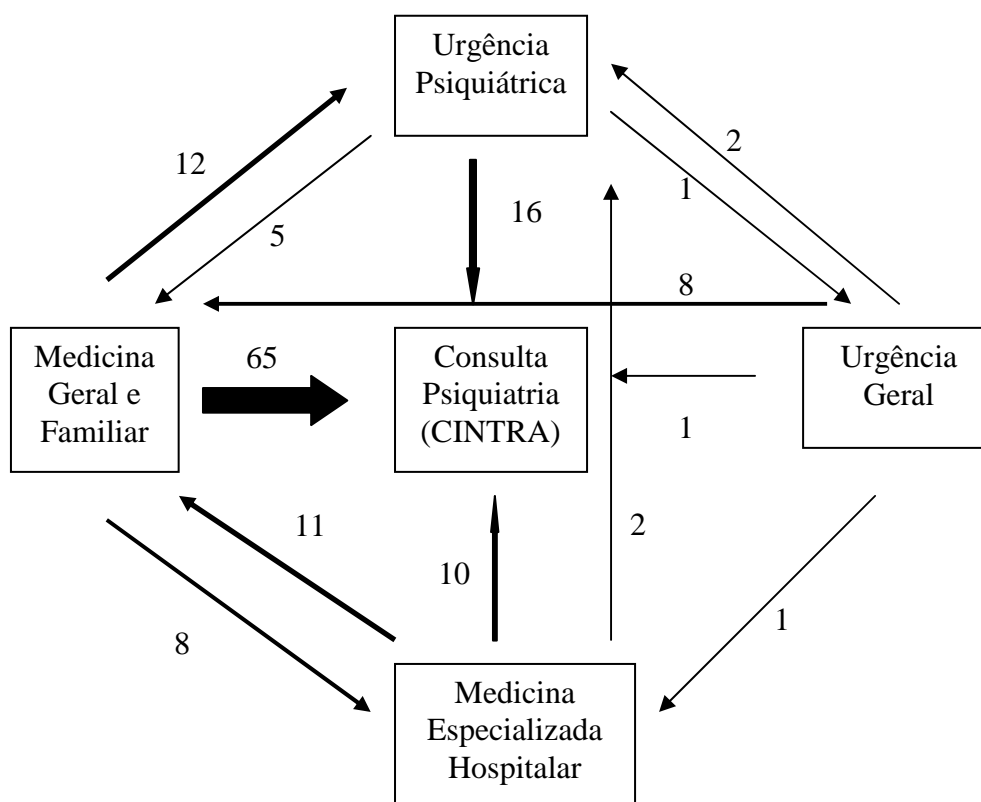 Urgência
Psiquiátrica
12
2
1
5
16
8
Medicina
Geral e
Familiar
65
Consulta
Psiquiatria
(CINTRA)
Urgência
Geral
1
11
10
2
8
1
Medicina
Especializada
Hospitalar